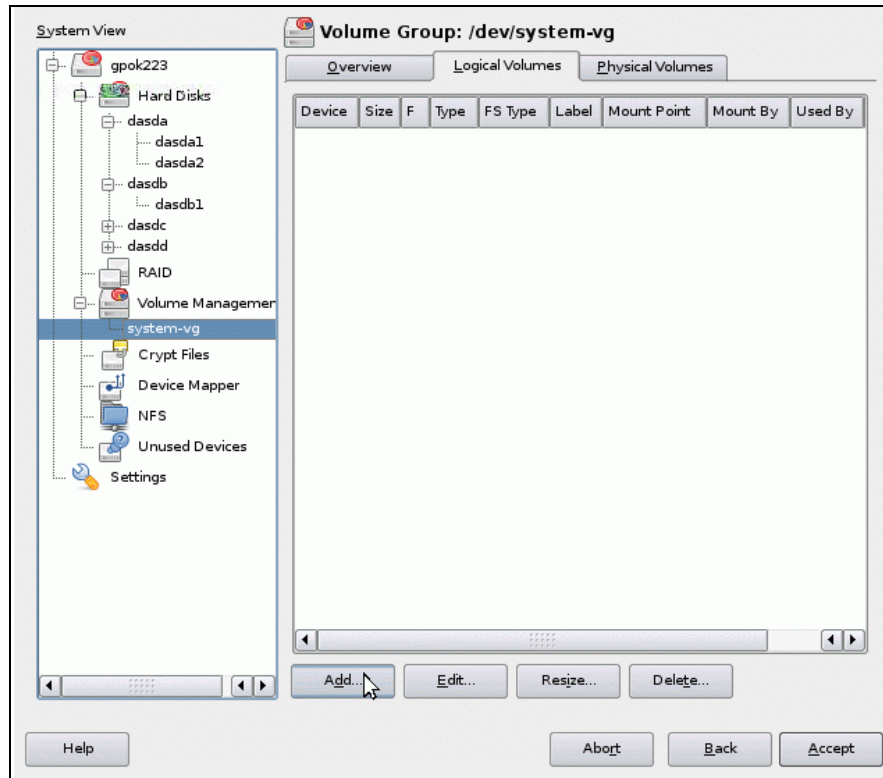 System View
gpok223
Hard Disks
dasda
dasda1
dasda2
dasdb
dasdb1
dasdc
dasdd
RAID
Volume Managemen
system-vg
Crypt Files
Device Mapper
NFS
Unused Devices
Settings
Volume Group: /dev/system-vg
Overview Logical Volumes Physical Volumes
Device Size F Type FS Type Label Mount Point Mount By Used By
Add... Edit... Resize... Delete...
Help Abort Back Accept